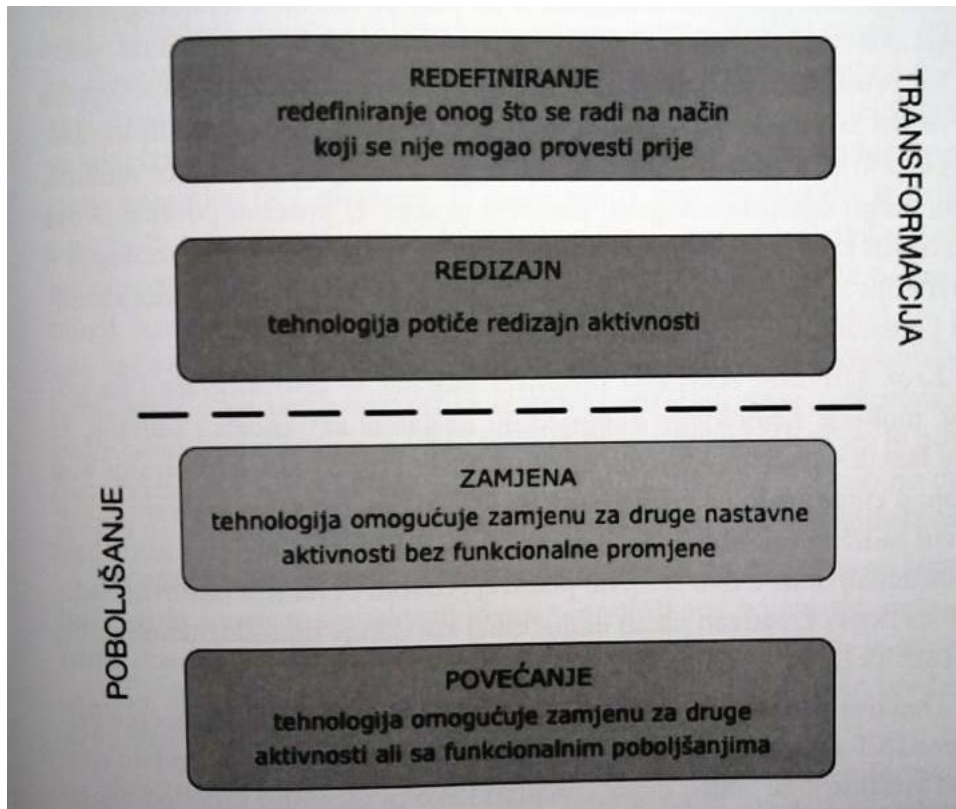 REDEFINIRANJE
redefiniranje onog što se radi na način
koji se nije mogao provesti prije
TRANSFORMACIJA
REDIZAJN
tehnologija potiče redizajn aktivnosti
POBOLJŠANJE
ZAMJENA
tehnologija omogućuje zamjenu za druge nastavne
aktivnosti bez funkcionalne promjene
POVEĆANJE
tehnologija omogućuje zamjenu za druge
aktivnosti ali sa funkcionalnim poboljšanjima